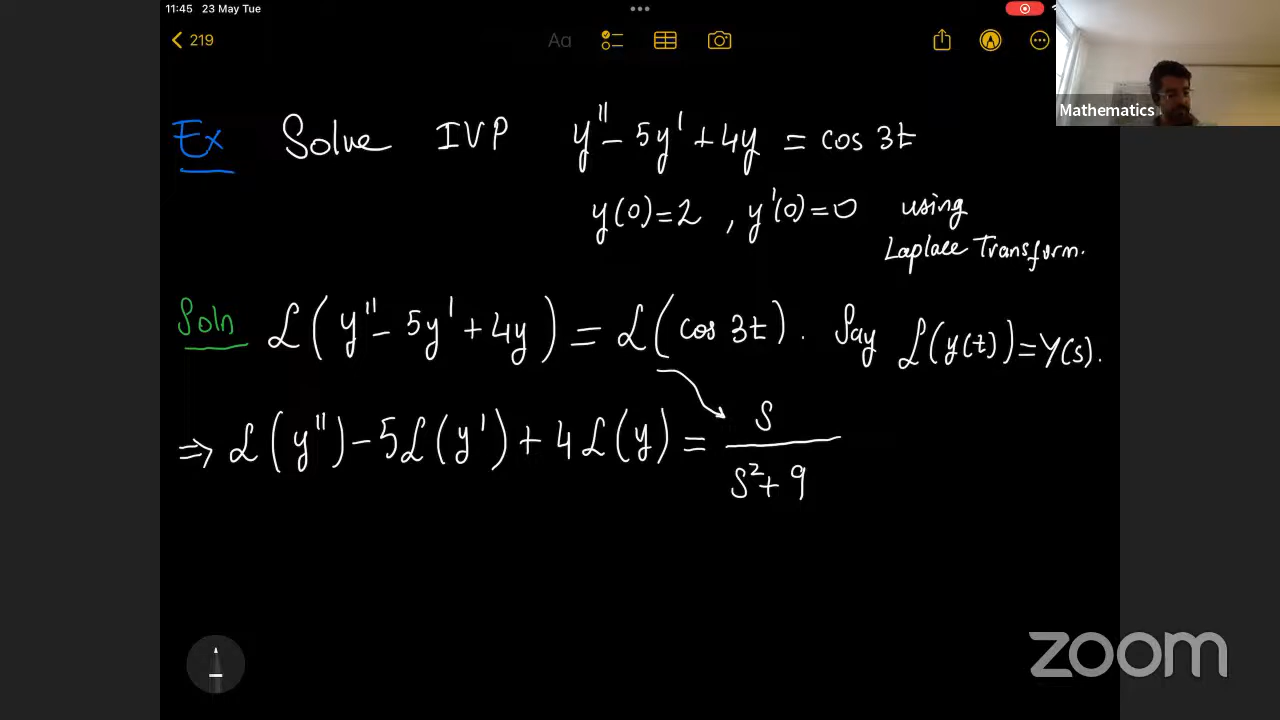 11:45 23 May Tue
219
Aa
Mathematics
Ex Solve IVP y'' - 5y' + 4y = cos 3t
y(0) = 2 , y'(0) = 0 using
Laplace Transform.
Soln ℒ(y'' - 5y' + 4y) = ℒ(cos 3t). Say ℒ(y(t)) = Y(s).
⇒ ℒ(y'') - 5ℒ(y') + 4ℒ(y) = s / s² + 9
zoom